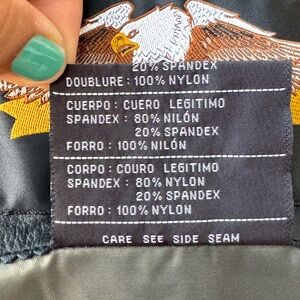 20% SPANDEX
DOUBLURE: 100% NYLON
CUERPO: CUERO LEGITIMO
SPANDEX: 80% NILÓN
20% SPANDEX
FORRO: 100% NILÓN
CORPO: COURO LEGITIMO
SPANDEX: 80% NYLON
20% SPANDEX
FORRO: 100% NYLON
CARE SEE SIDE SEAM